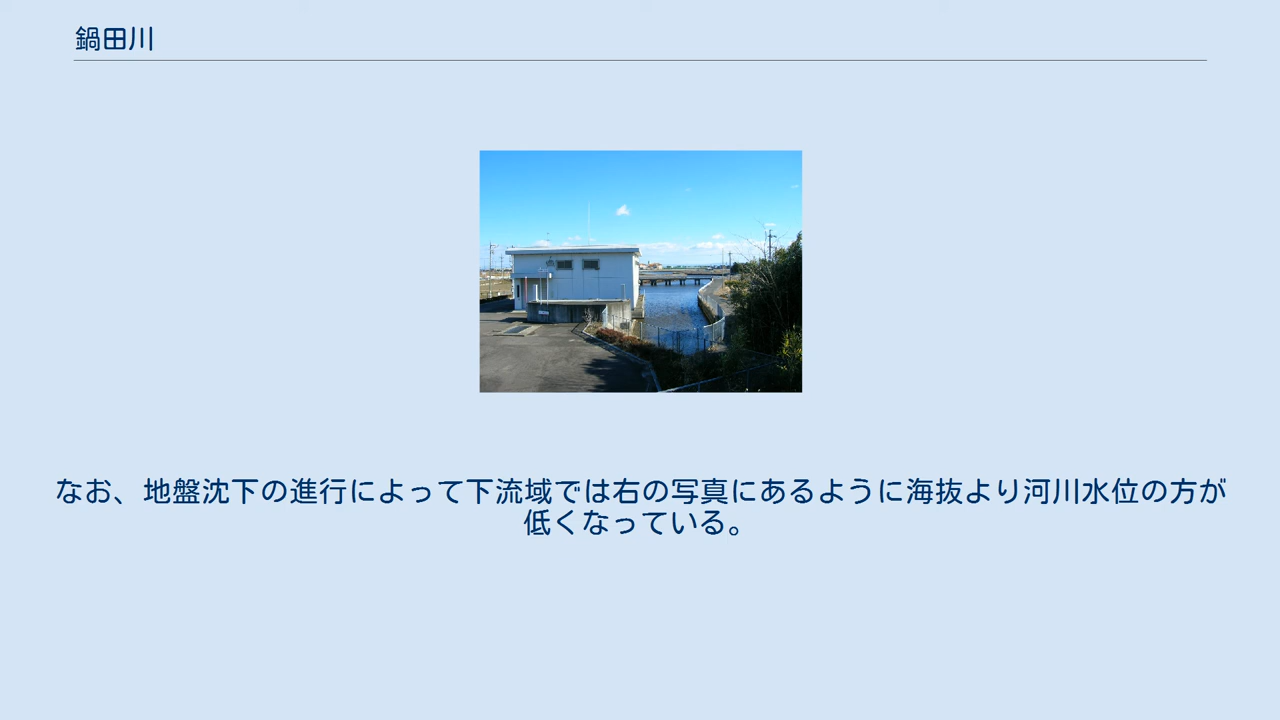 鍋田川
なお、地盤沈下の進行によって下流域では右の写真にあるように海抜より河川水位の方が
低くなっている。